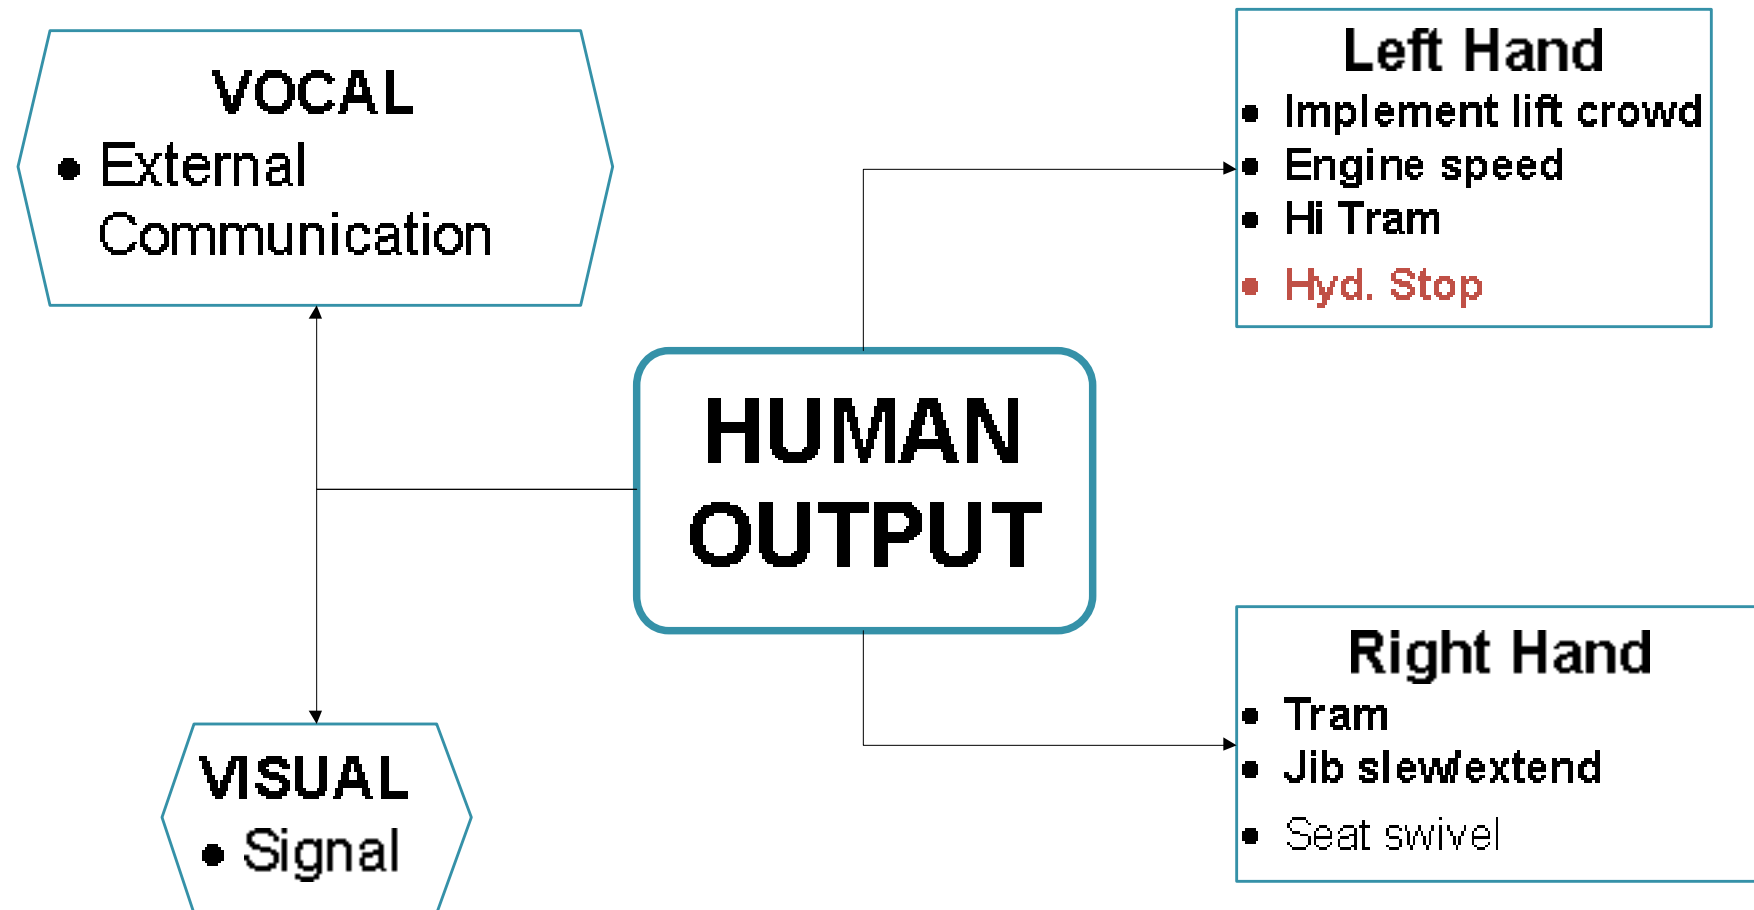 VOCAL
• External
Communication
Left Hand
• Implement lift crowd
• Engine speed
• Hi Tram
• Hyd. Stop
HUMAN
OUTPUT
VISUAL
• Signal
Right Hand
• Tram
• Jib slew/extend
• Seat swivel